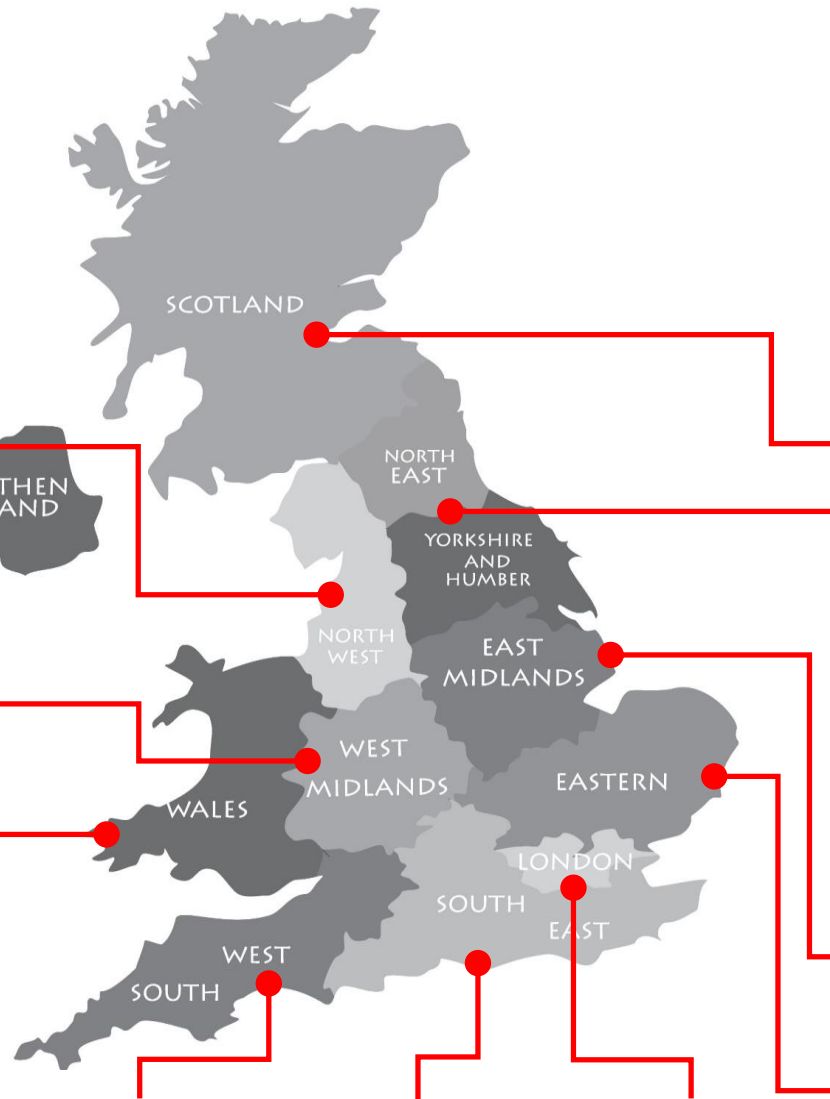 SCOTLAND
NORTH
EAST
THEN
AND
YORKSHIRE
AND
HUMBER
NORTH
WEST
EAST
MIDLANDS
WEST
MIDLANDS
EASTERN
WALES
LONDON
SOUTH
EAST
WEST
SOUTH